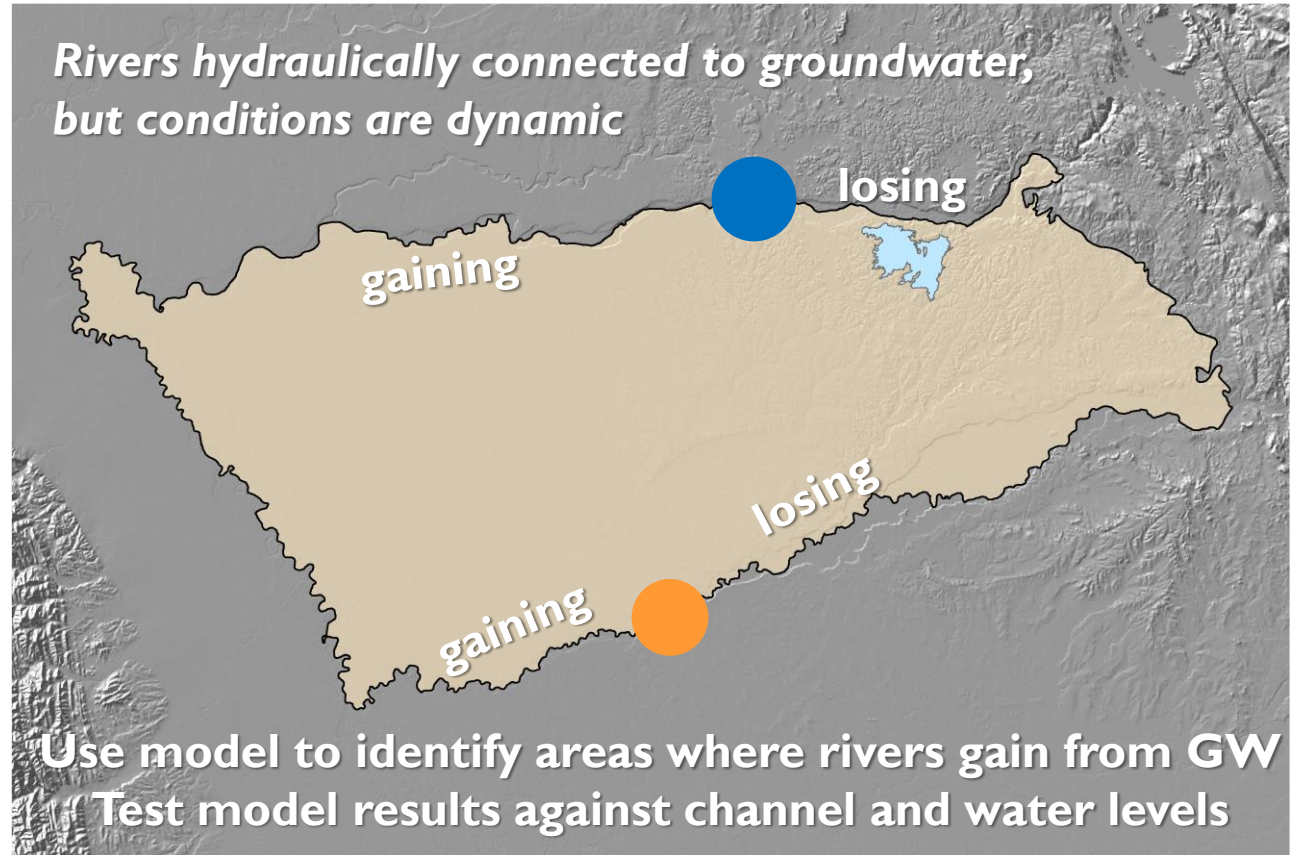 Rivers hydraulically connected to groundwater,
but conditions are dynamic
losing
gaining
losing
gaining
Use model to identify areas where rivers gain from GW
Test model results against channel and water levels